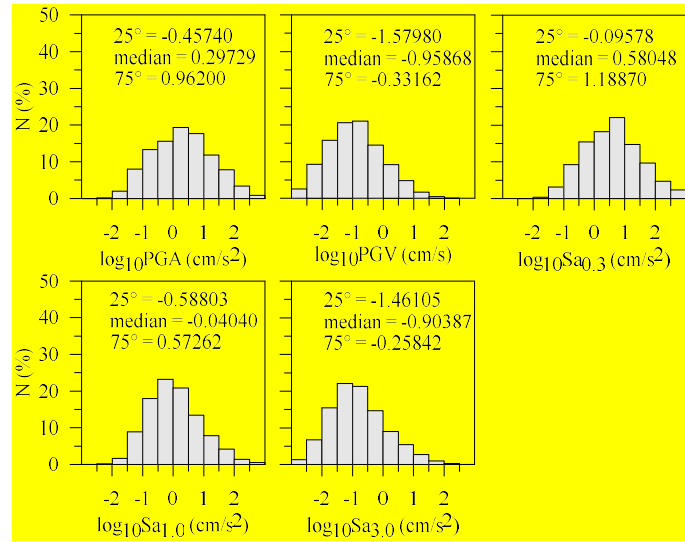 50
40
30
20
10
0
N (%)
25° = -0.45740
median = 0.29729
75° = 0.96200
-2 -1 0 1 2
log10PGA (cm/s2)
25° = -1.57980
median = -0.95868
75° = -0.33162
-2 -1 0 1 2
log10PGV (cm/s)
25° = -0.09578
median = 0.58048
75° = 1.18870
-2 -1 0 1 2
log10Sa0.3 (cm/s2)
50
40
30
20
10
0
N (%)
25° = -0.58803
median = -0.04040
75° = 0.57262
-2 -1 0 1 2
log10Sa1.0 (cm/s2)
25° = -1.46105
median = -0.90387
75° = -0.25842
-2 -1 0 1 2
log10Sa3.0 (cm/s2)